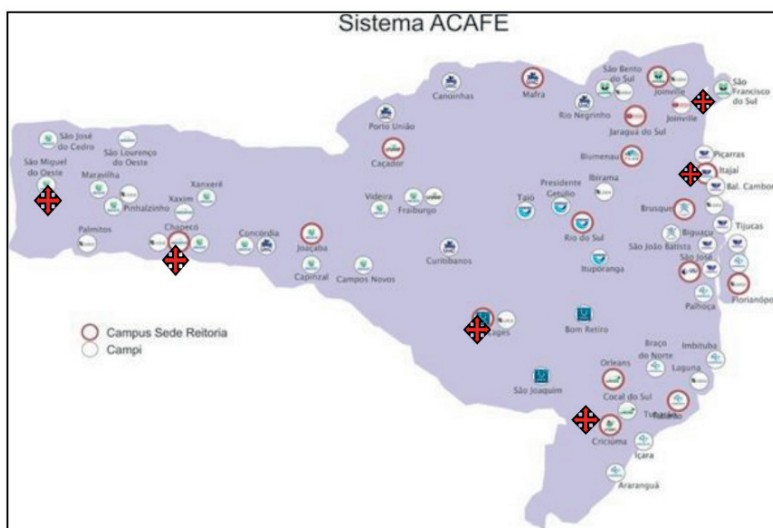 Sistema ACAFE
Canoinhas
Mafra
São Bento
do Sul
Joinville
São
Francisco
do Sul
Rio Negrinho
Joinville
Porto União
Jaraguá do Sul
São José
do Cedro
São Lourenço
do Oeste
Caçador
Blumenau
Piçarras
São Miguel
do Oeste
Maravilha
Itajaí
Xanxerê
Pinhalzinho
Xaxim
Videira
Fraiburgo
Taió
Presidente
Getúlio
Ibirama
Bal. Cambor
Brusque
Palmitos
Chapecó
Concórdia
Joaçaba
Rio do Sul
Biguaçu
Tijucas
São João Batista
Capinzal
Campos Novos
Curitibanos
Ituporanga
São José
Palhoça
Florianópol
Campus Sede Reitoria
Campi
Bom Retiro
Braço
do Norte
Imbituba
Orleans
Laguna
São Joaquim
Cocal do Sul
Criciúma
Içara
Araranguá